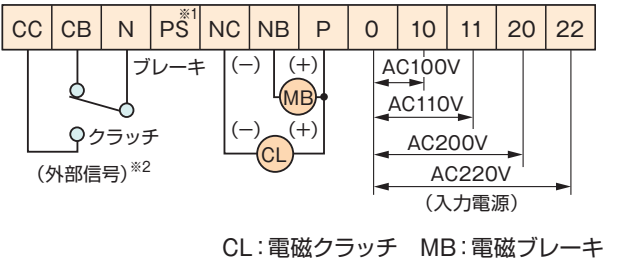 ※1
CC CB N PS NC NB P 0 10 11 20 22
ブレーキ (−) (+) AC100V
MB
AC110V
クラッチ (−) (+)
CL
AC200V
(外部信号)※2
AC220V
(入力電源)
CL：電磁クラッチ MB：電磁ブレーキ